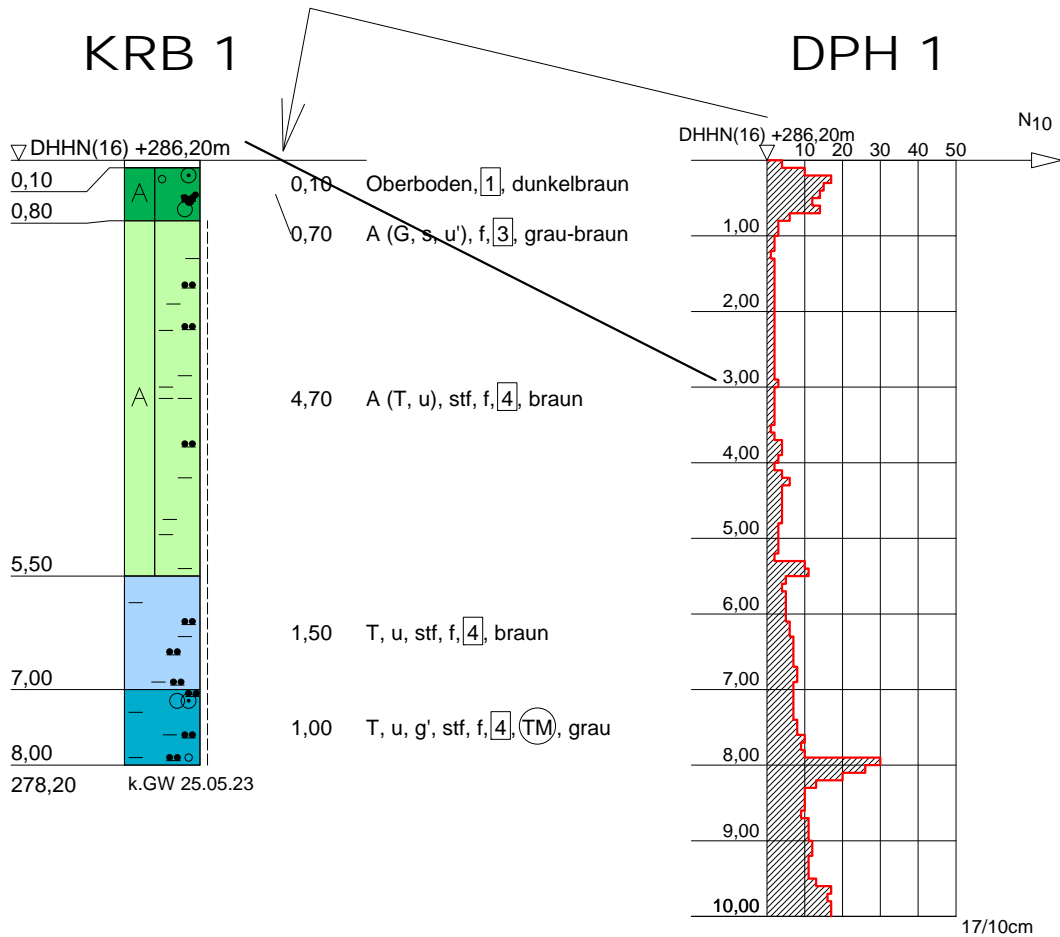 KRB 1
DPH 1
DHHN(16) +286,20m
DHHN(16) +286,20m
N10
10 20 30 40 50
0,10
0,80
5,50
7,00
8,00
278,20
A
A
k.GW 25.05.23
0,10 Oberboden, 1, dunkelbraun
0,70 A (G, s, u'), f, 3, grau-braun
4,70 A (T, u), stf, f, 4, braun
1,50 T, u, stf, f, 4, braun
1,00 T, u, g', stf, f, 4, TM, grau
1,00
2,00
3,00
4,00
5,00
6,00
7,00
8,00
9,00
10,00
17/10cm